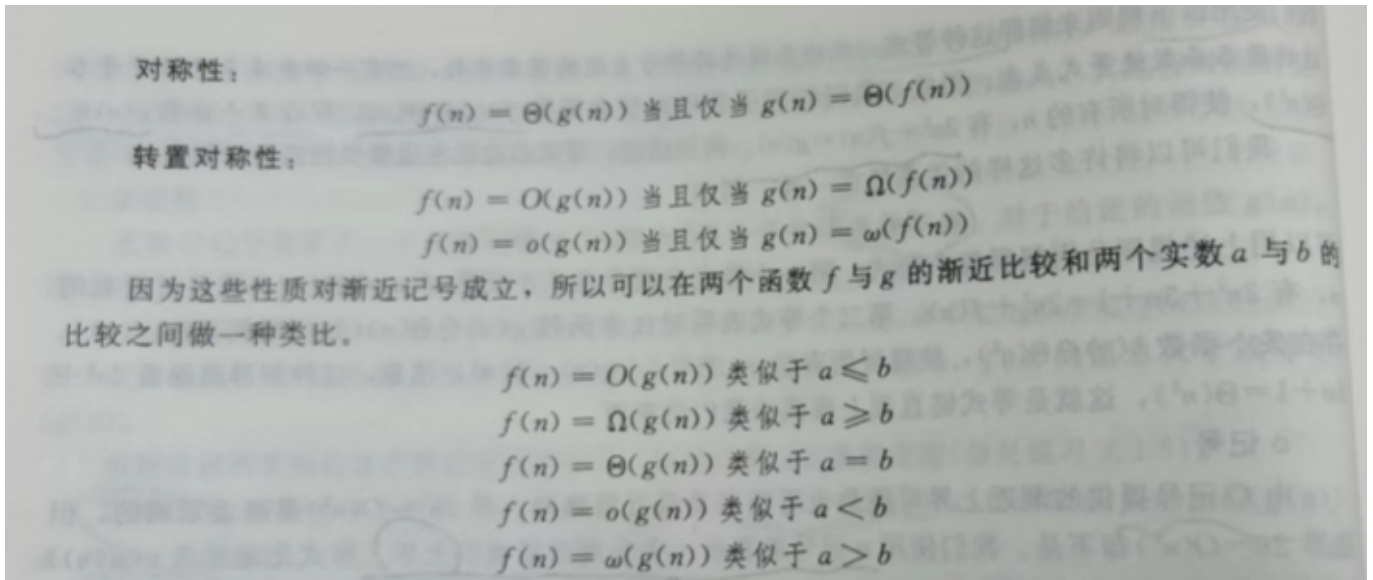 对称性：
f(n) = Θ(g(n)) 当且仅当 g(n) = Θ(f(n))
转置对称性：
f(n) = O(g(n)) 当且仅当 g(n) = Ω(f(n))
f(n) = o(g(n)) 当且仅当 g(n) = ω(f(n))
因为这些性质对渐近记号成立，所以可以在两个函数 f 与 g 的渐近比较和两个实数 a 与 b 的
比较之间做一种类比。
f(n) = O(g(n)) 类似于 a ⩽ b
f(n) = Ω(g(n)) 类似于 a ⩾ b
f(n) = Θ(g(n)) 类似于 a = b
f(n) = o(g(n)) 类似于 a < b
f(n) = ω(g(n)) 类似于 a > b